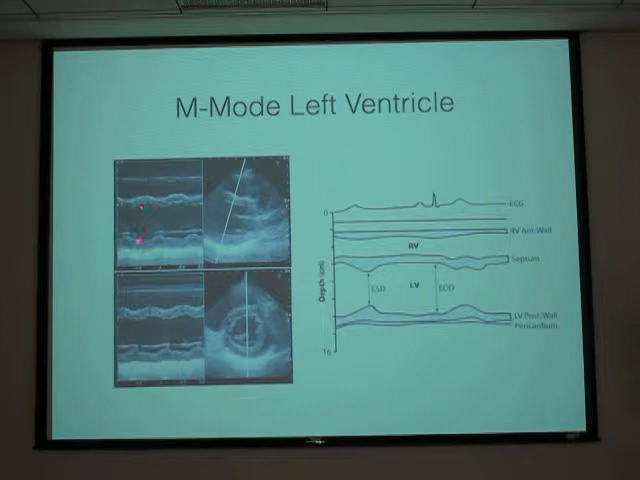 M-Mode Left Ventricle
ECG
0
RV Ant. Wall
RV
Septum
Depth (cm)
ESD
LV
EDD
LV Post. Wall
Pericardium
16